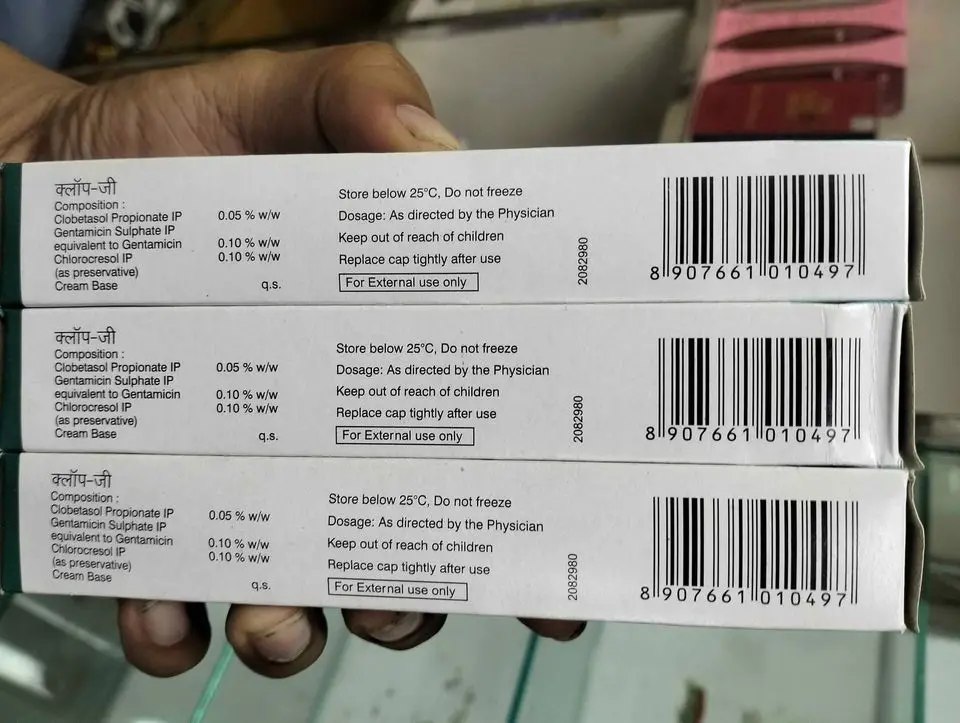 क्लॉप-जी
Composition :
Clobetasol Propionate IP 0.05 % w/w
Gentamicin Sulphate IP
equivalent to Gentamicin 0.10 % w/w
Chlorocresol IP 0.10 % w/w
(as preservative)
Cream Base q.s.
Store below 25°C, Do not freeze
Dosage: As directed by the Physician
Keep out of reach of children
Replace cap tightly after use
For External use only
2082980
8 907661 010497
क्लॉप-जी
Composition :
Clobetasol Propionate IP 0.05 % w/w
Gentamicin Sulphate IP
equivalent to Gentamicin 0.10 % w/w
Chlorocresol IP 0.10 % w/w
(as preservative)
Cream Base q.s.
Store below 25°C, Do not freeze
Dosage: As directed by the Physician
Keep out of reach of children
Replace cap tightly after use
For External use only
2082980
8 907661 010497
क्लॉप-जी
Composition :
Clobetasol Propionate IP 0.05 % w/w
Gentamicin Sulphate IP
equivalent to Gentamicin 0.10 % w/w
Chlorocresol IP 0.10 % w/w
(as preservative)
Cream Base q.s.
Store below 25°C, Do not freeze
Dosage: As directed by the Physician
Keep out of reach of children
Replace cap tightly after use
For External use only
2082980
8 907661 010497